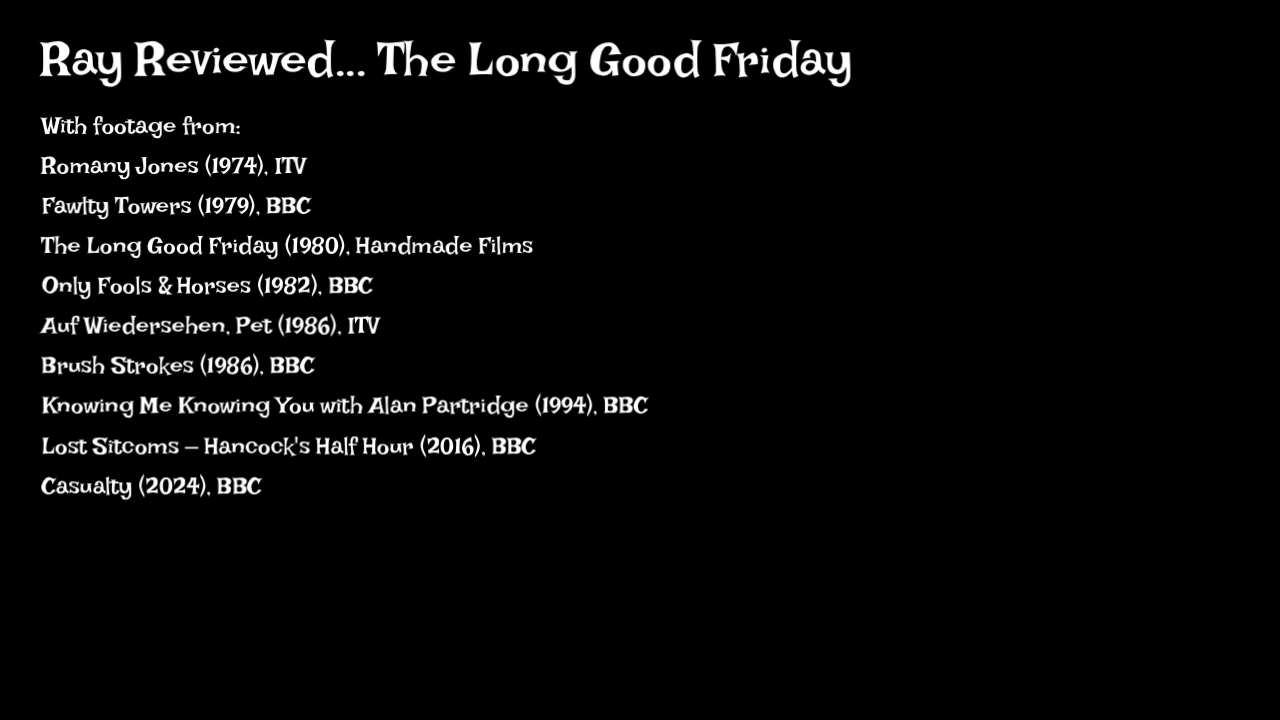 Ray Reviewed... The Long Good Friday
With footage from:
Romany Jones (1974), ITV
Fawlty Towers (1979), BBC
The Long Good Friday (1980), Handmade Films
Only Fools & Horses (1982), BBC
Auf Wiedersehen, Pet (1986), ITV
Brush Strokes (1986), BBC
Knowing Me Knowing You with Alan Partridge (1994), BBC
Lost Sitcoms – Hancock's Half Hour (2016), BBC
Casualty (2024), BBC